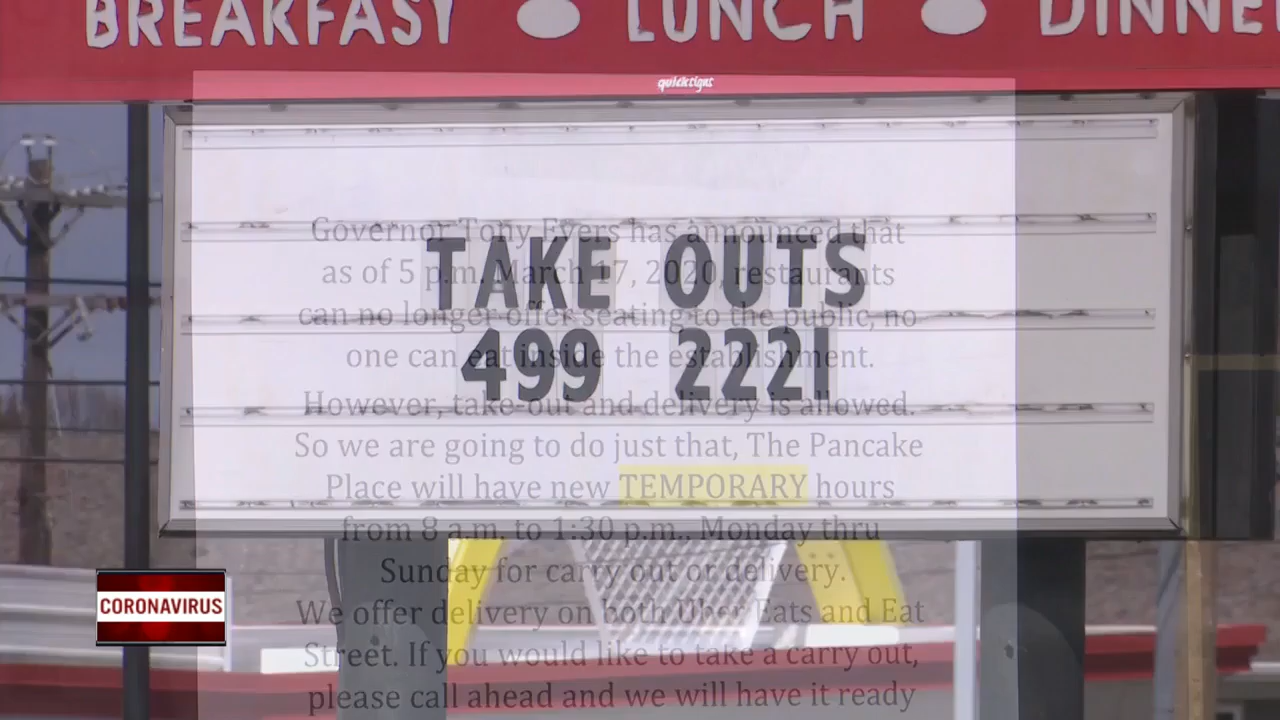 BREAKFAST LUNCH DINNE
quicksigns
TAKE OUTS
499 2221
Governor Tony Evers has announced that
as of 5 p.m. March 17, 2020, restaurants
can no longer offer seating to the public, no
one can eat inside the establishment.
However, take-out and delivery is allowed.
So we are going to do just that, The Pancake
Place will have new TEMPORARY hours
from 8 a.m. to 1:30 p.m., Monday thru
Sunday for carry out or delivery.
We offer delivery on both Uber Eats and Eat
Street. If you would like to take a carry out,
please call ahead and we will have it ready
CORONAVIRUS